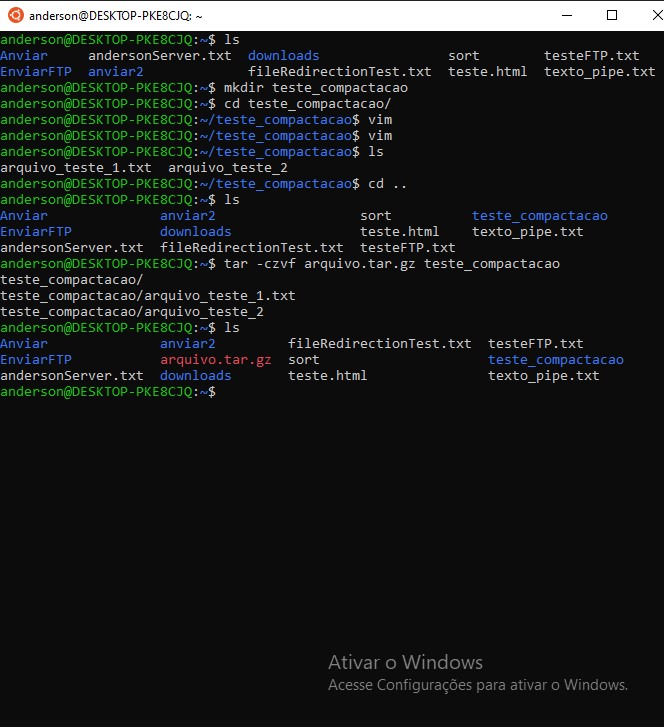 anderson@DESKTOP-PKE8CJQ: ~
anderson@DESKTOP-PKE8CJQ:~$ ls
Anviar     andersonServer.txt  downloads                sort        testeFTP.txt
EnviarFTP  anviar2             fileRedirectionTest.txt  teste.html  texto_pipe.txt
anderson@DESKTOP-PKE8CJQ:~$ mkdir teste_compactacao
anderson@DESKTOP-PKE8CJQ:~$ cd teste_compactacao/
anderson@DESKTOP-PKE8CJQ:~/teste_compactacao$ vim
anderson@DESKTOP-PKE8CJQ:~/teste_compactacao$ vim
anderson@DESKTOP-PKE8CJQ:~/teste_compactacao$ ls
arquivo_teste_1.txt  arquivo_teste_2
anderson@DESKTOP-PKE8CJQ:~/teste_compactacao$ cd ..
anderson@DESKTOP-PKE8CJQ:~$ ls
Anviar              anviar2                  sort          teste_compactacao
EnviarFTP           downloads                teste.html    texto_pipe.txt
andersonServer.txt  fileRedirectionTest.txt  testeFTP.txt
anderson@DESKTOP-PKE8CJQ:~$ tar -czvf arquivo.tar.gz teste_compactacao
teste_compactacao/
teste_compactacao/arquivo_teste_1.txt
teste_compactacao/arquivo_teste_2
anderson@DESKTOP-PKE8CJQ:~$ ls
Anviar              anviar2         fileRedirectionTest.txt  testeFTP.txt
EnviarFTP           arquivo.tar.gz  sort                     teste_compactacao
andersonServer.txt  downloads       teste.html               texto_pipe.txt
anderson@DESKTOP-PKE8CJQ:~$
Ativar o Windows
Acesse Configurações para ativar o Windows.